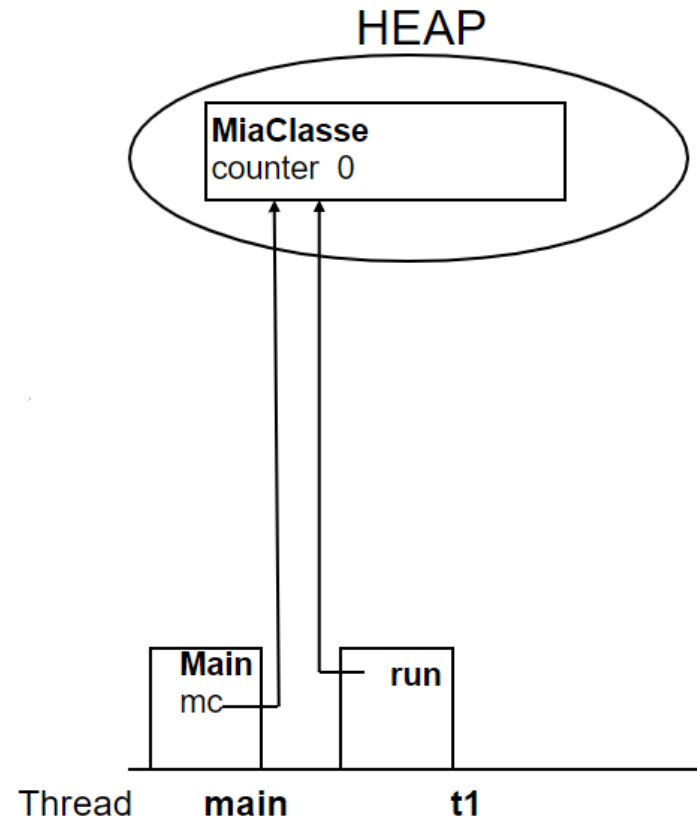 HEAP
MiaClasse
counter 0
Main
mc
run
Thread main t1